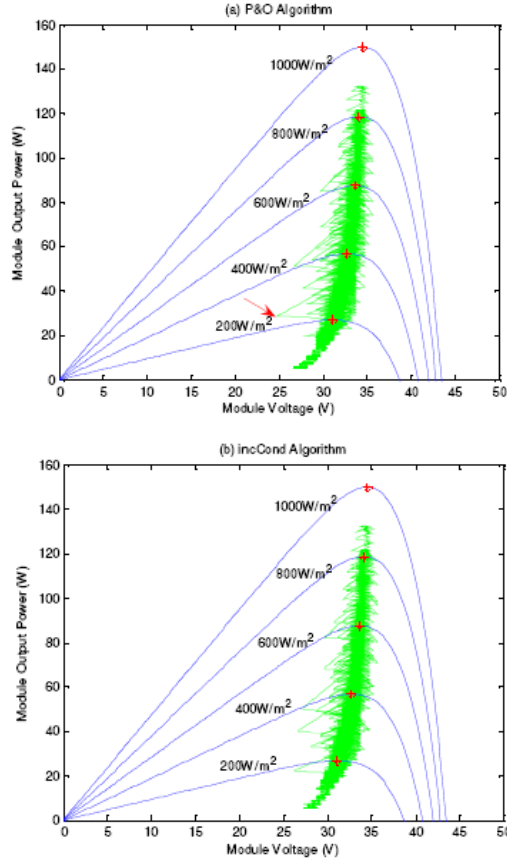 (a) P&O Algorithm
Module Output Power (W)
160
140
120
100
80
60
40
20
0
1000W/m²
800W/m²
600W/m²
400W/m²
200W/m²
0 5 10 15 20 25 30 35 40 45 50
Module Voltage (V)
(b) incCond Algorithm
Module Output Power (W)
160
140
120
100
80
60
40
20
0
1000W/m²
800W/m²
600W/m²
400W/m²
200W/m²
0 5 10 15 20 25 30 35 40 45 50
Module Voltage (V)